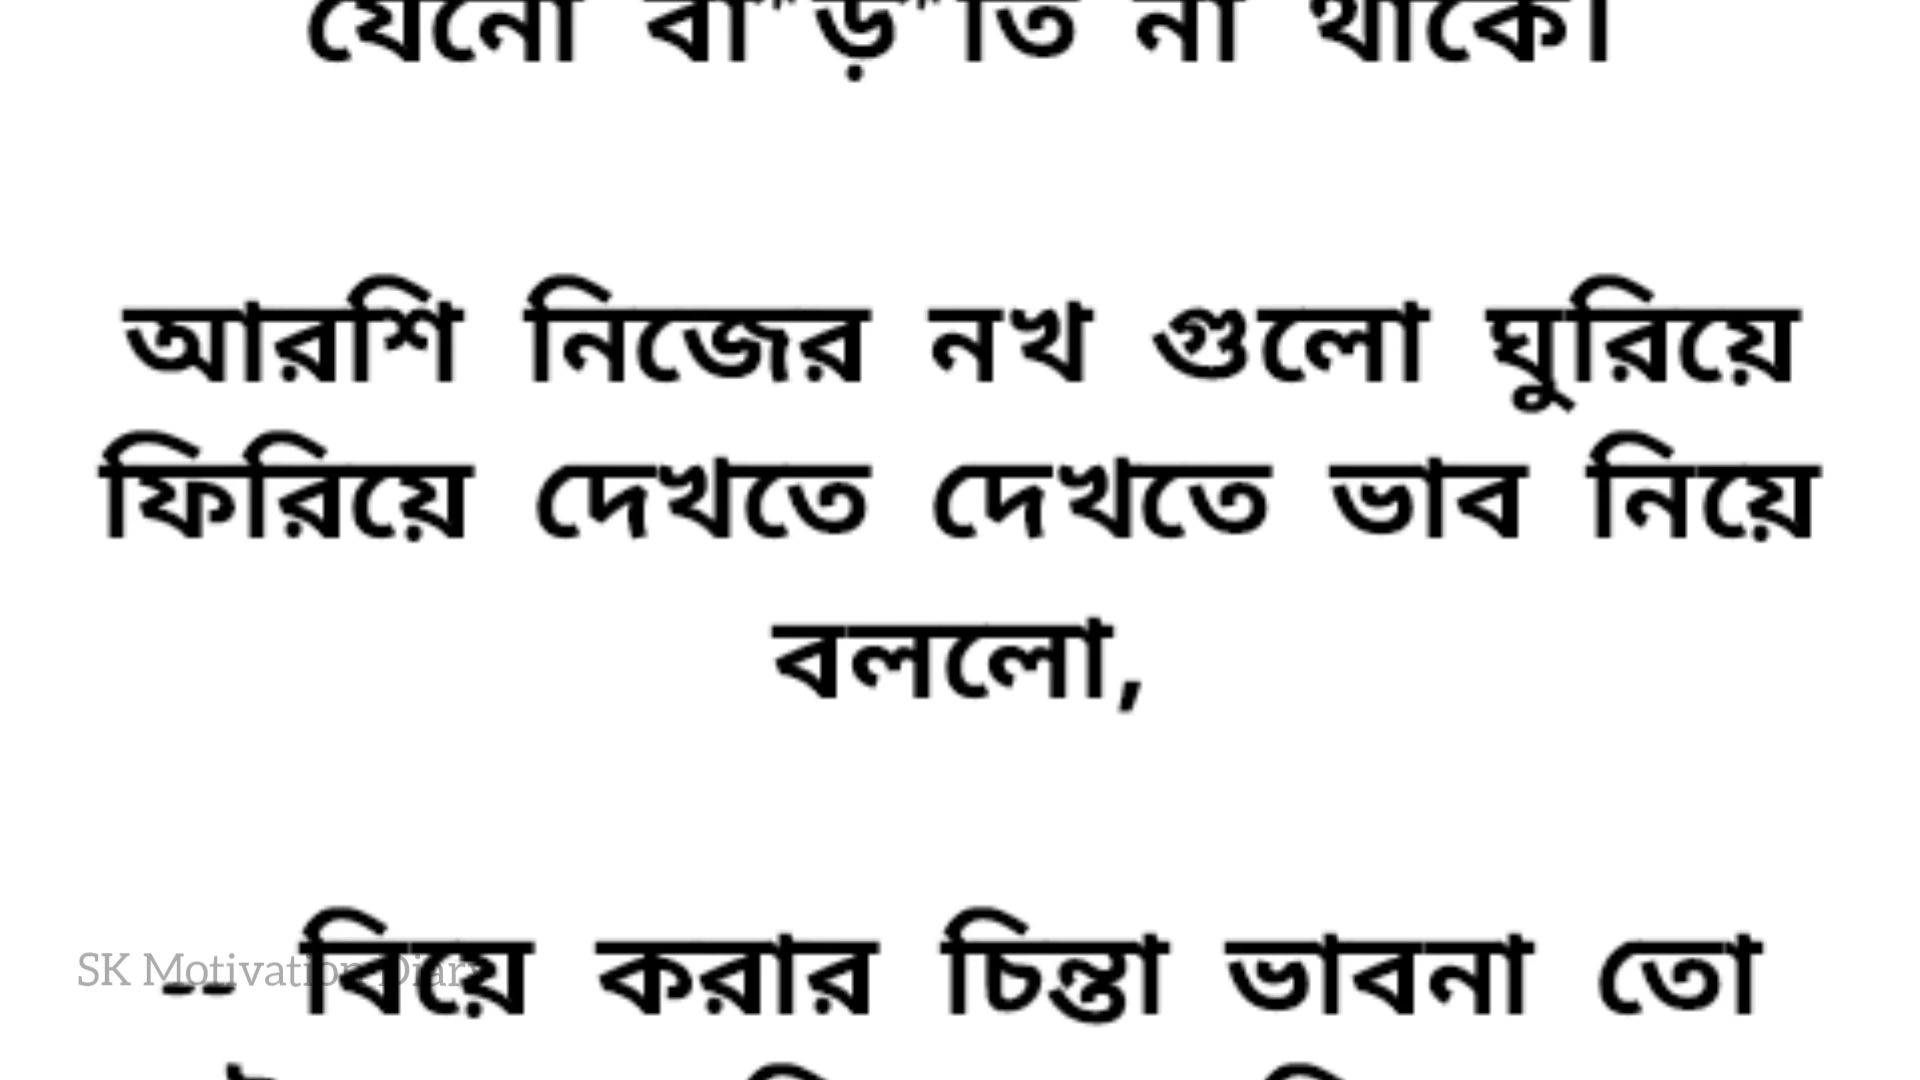 যেনো বা"ড়"তি না থাকে।
আরশি নিজের নখ গুলো ঘুরিয়ে
ফিরিয়ে দেখতে দেখতে ভাব নিয়ে
বললো,
-- বিয়ে করার চিন্তা ভাবনা তো
SK Motivation Diary